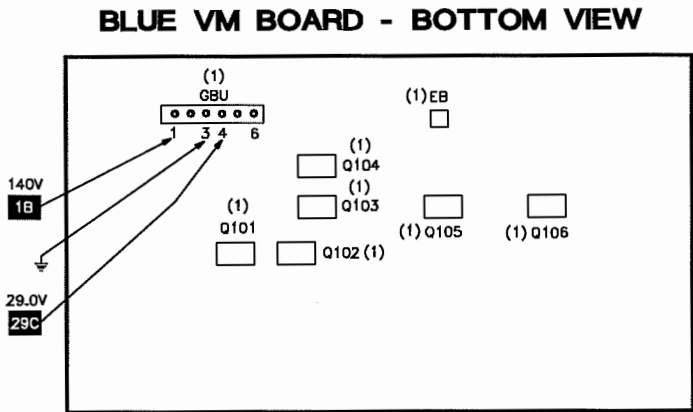 BLUE VM BOARD - BOTTOM VIEW
(1)
GBU
1 3 4 6
(1) EB
(1)
Q104
(1)
Q103
140V
1B
(1)
Q101
Q102 (1)
(1) Q105
(1) Q106
29.0V
29C